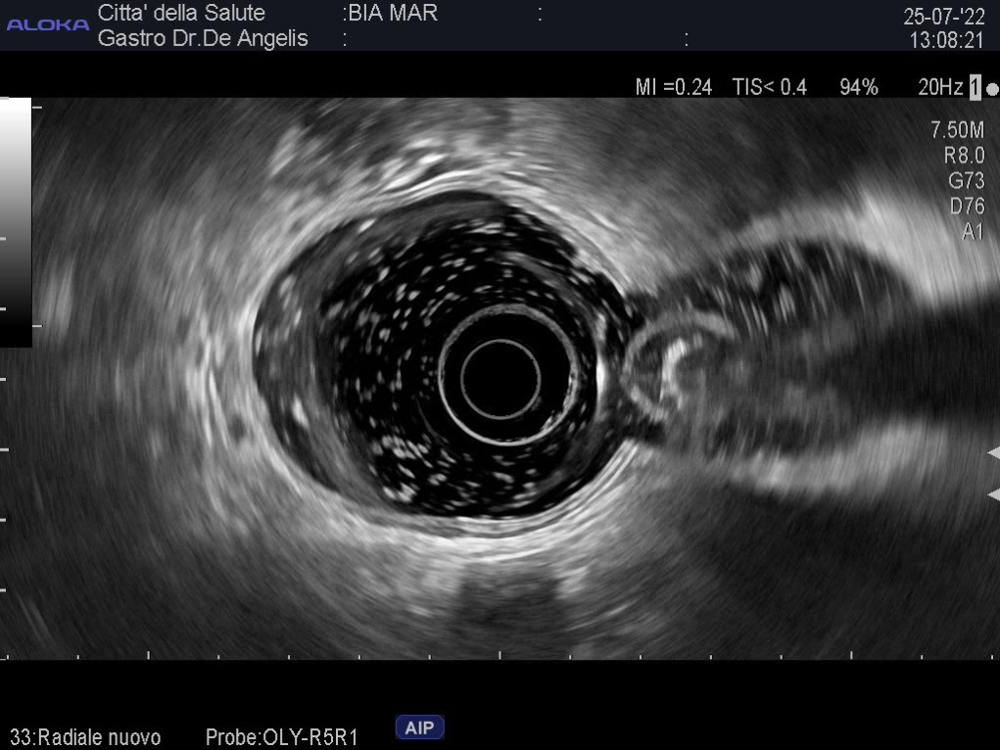 ALOKA
Citta' della Salute :BIA MAR : 25-07-'22
Gastro Dr.De Angelis : : 13:08:21
MI =0.24 TIS< 0.4 94% 20Hz 1
7.50M
R8.0
G73
D76
A1
33:Radiale nuovo Probe:OLY-R5R1 AIP